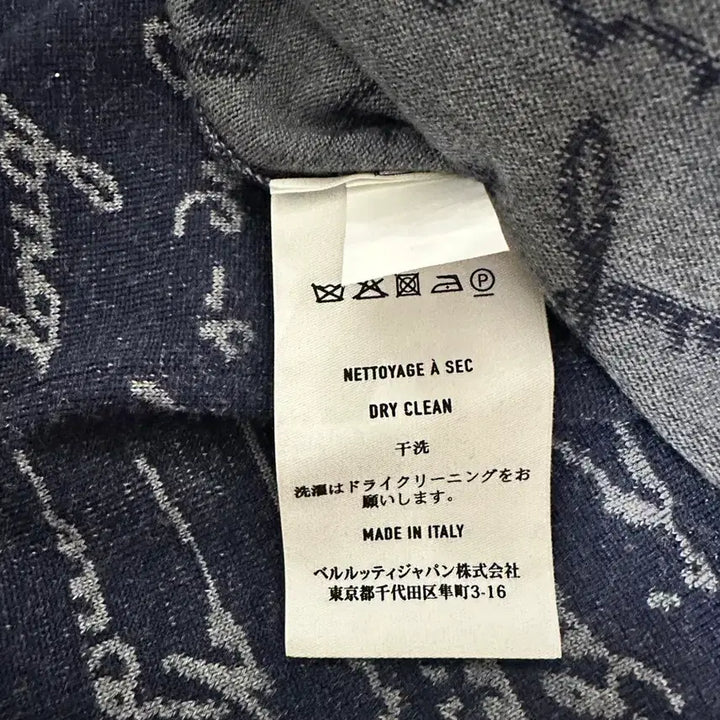 NETTOYAGE À SEC
DRY CLEAN
干洗
洗濯はドライクリーニングをお
願いします。
MADE IN ITALY
ベルルッティジャパン株式会社
東京都千代田区隼町3-16